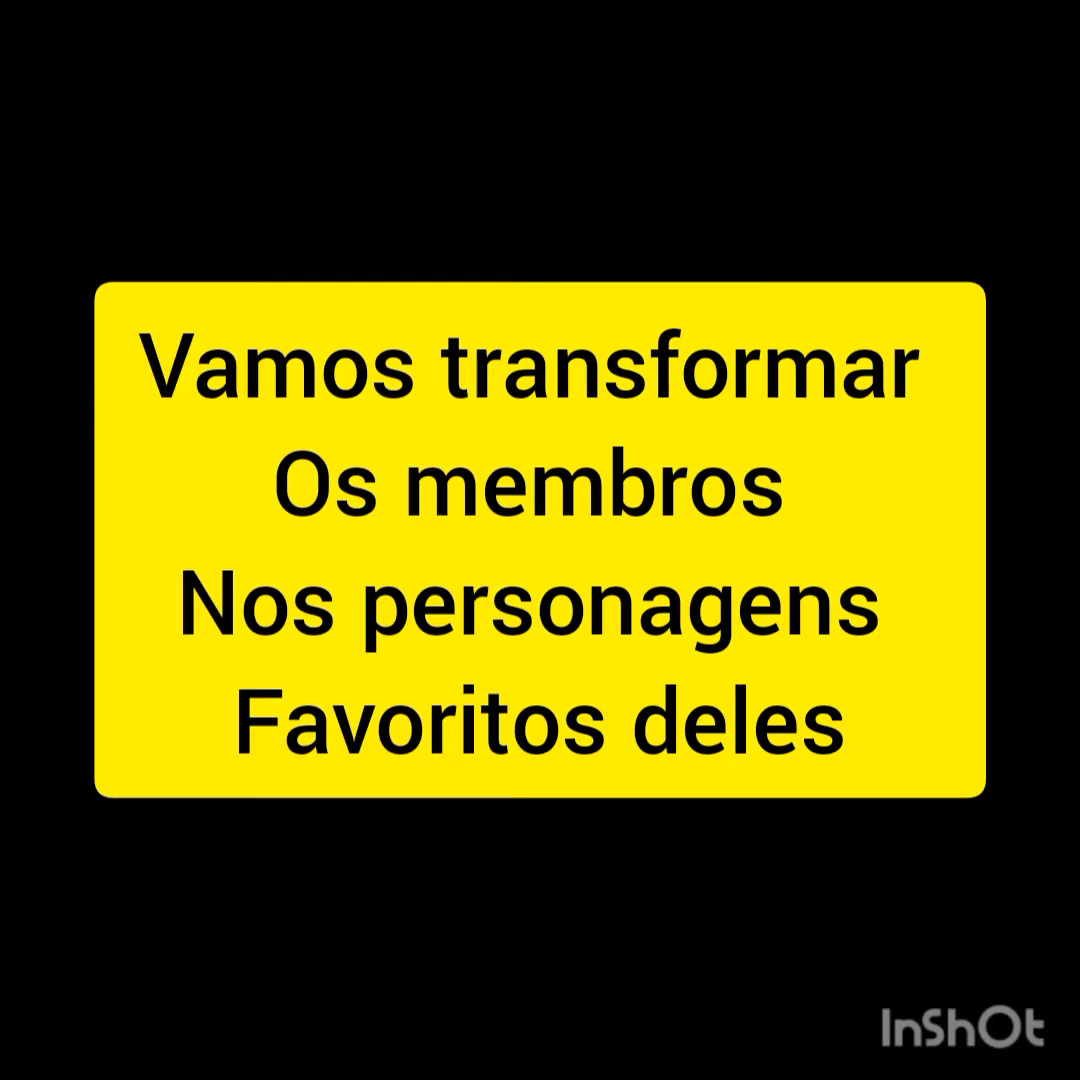 Vamos transformar
Os membros
Nos personagens
Favoritos deles
InShOt